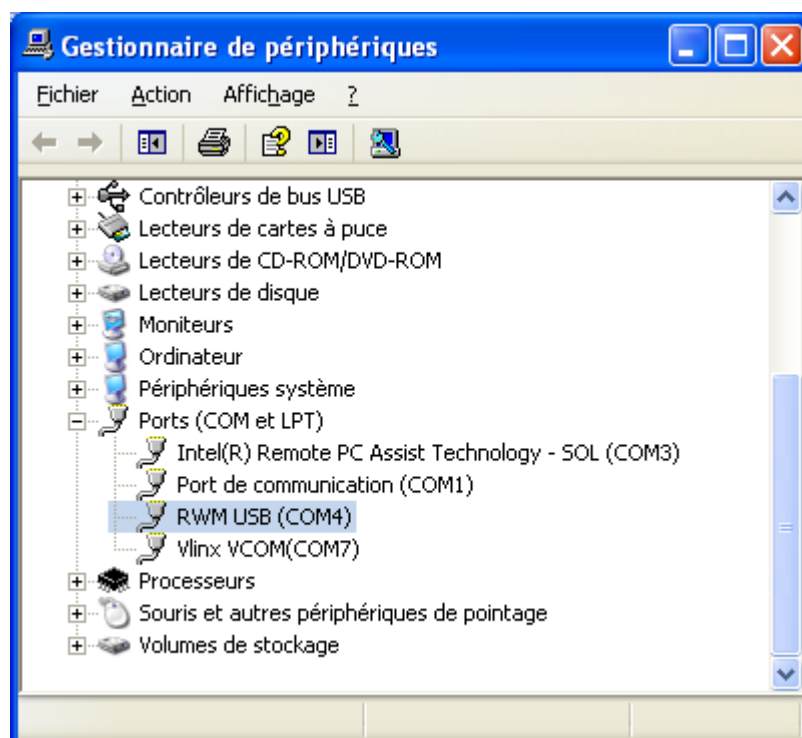 Gestionnaire de périphériques
Fichier Action Affichage ?
Contrôleurs de bus USB
Lecteurs de cartes à puce
Lecteurs de CD-ROM/DVD-ROM
Lecteurs de disque
Moniteurs
Ordinateur
Périphériques système
Ports (COM et LPT)
Intel(R) Remote PC Assist Technology - SOL (COM3)
Port de communication (COM1)
RWM USB (COM4)
Vlinx VCOM(COM7)
Processeurs
Souris et autres périphériques de pointage
Volumes de stockage